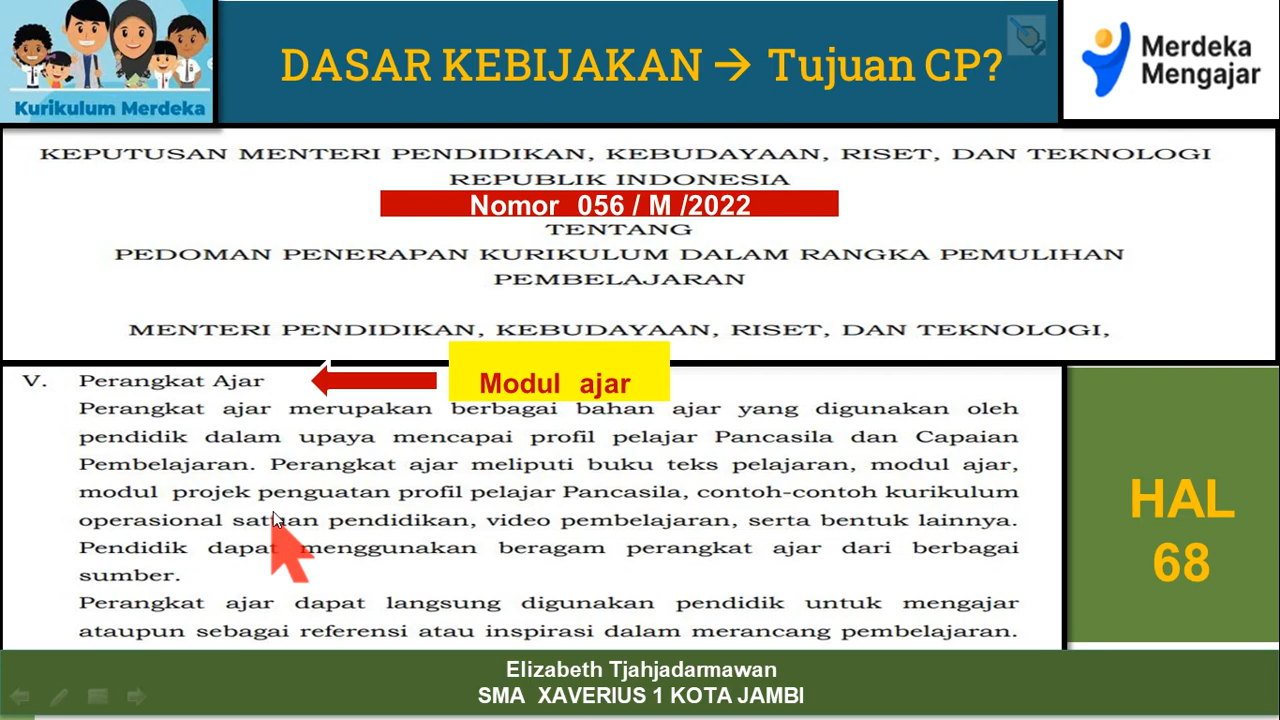 Kurikulum Merdeka
DASAR KEBIJAKAN → Tujuan CP?
Merdeka
Mengajar
KEPUTUSAN MENTERI PENDIDIKAN, KEBUDAYAAN, RISET, DAN TEKNOLOGI
REPUBLIK INDONESIA
Nomor 056 / M /2022
TENTANG
PEDOMAN PENERAPAN KURIKULUM DALAM RANGKA PEMULIHAN
PEMBELAJARAN
MENTERI PENDIDIKAN, KEBUDAYAAN, RISET, DAN TEKNOLOGI,
V. Perangkat Ajar
Modul ajar
Perangkat ajar merupakan berbagai bahan ajar yang digunakan oleh
pendidik dalam upaya mencapai profil pelajar Pancasila dan Capaian
Pembelajaran. Perangkat ajar meliputi buku teks pelajaran, modul ajar,
modul projek penguatan profil pelajar Pancasila, contoh-contoh kurikulum
operasional satuan pendidikan, video pembelajaran, serta bentuk lainnya.
Pendidik dapat menggunakan beragam perangkat ajar dari berbagai
sumber.
Perangkat ajar dapat langsung digunakan pendidik untuk mengajar
ataupun sebagai referensi atau inspirasi dalam merancang pembelajaran.
HAL
68
Elizabeth Tjahjadarmawan
SMA XAVERIUS 1 KOTA JAMBI